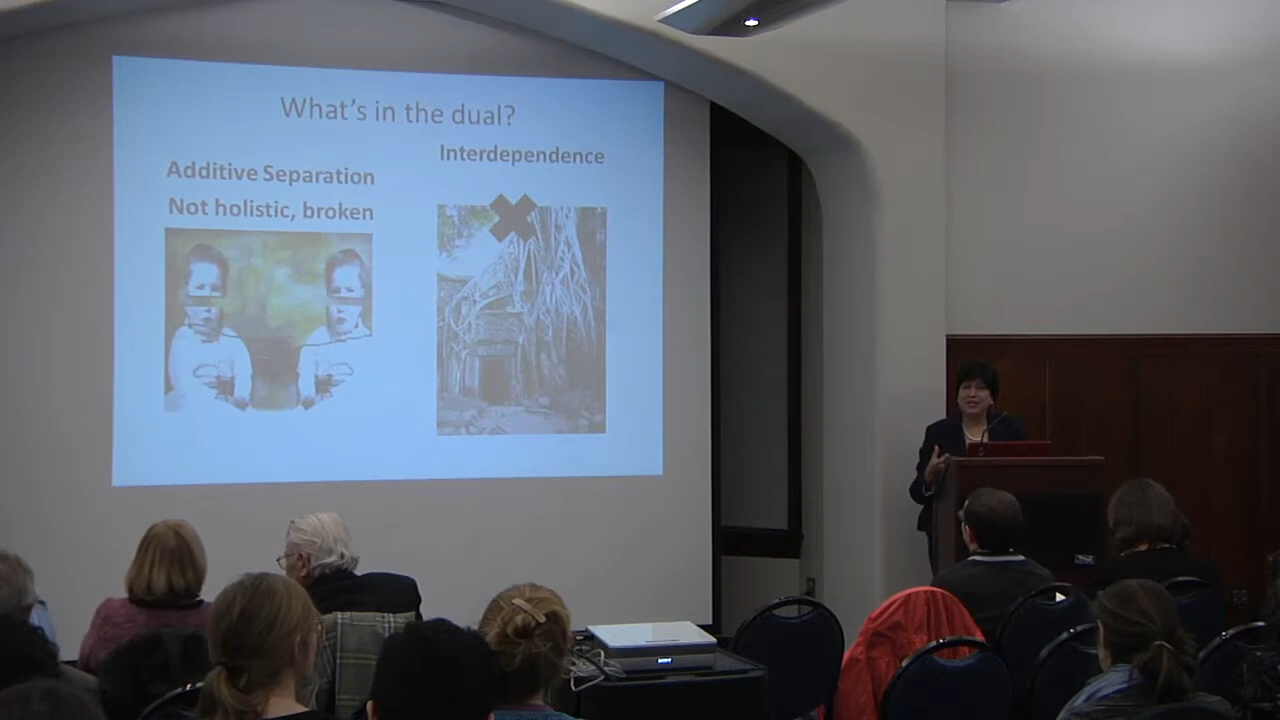 What's in the dual?
Additive Separation
Not holistic, broken
Interdependence